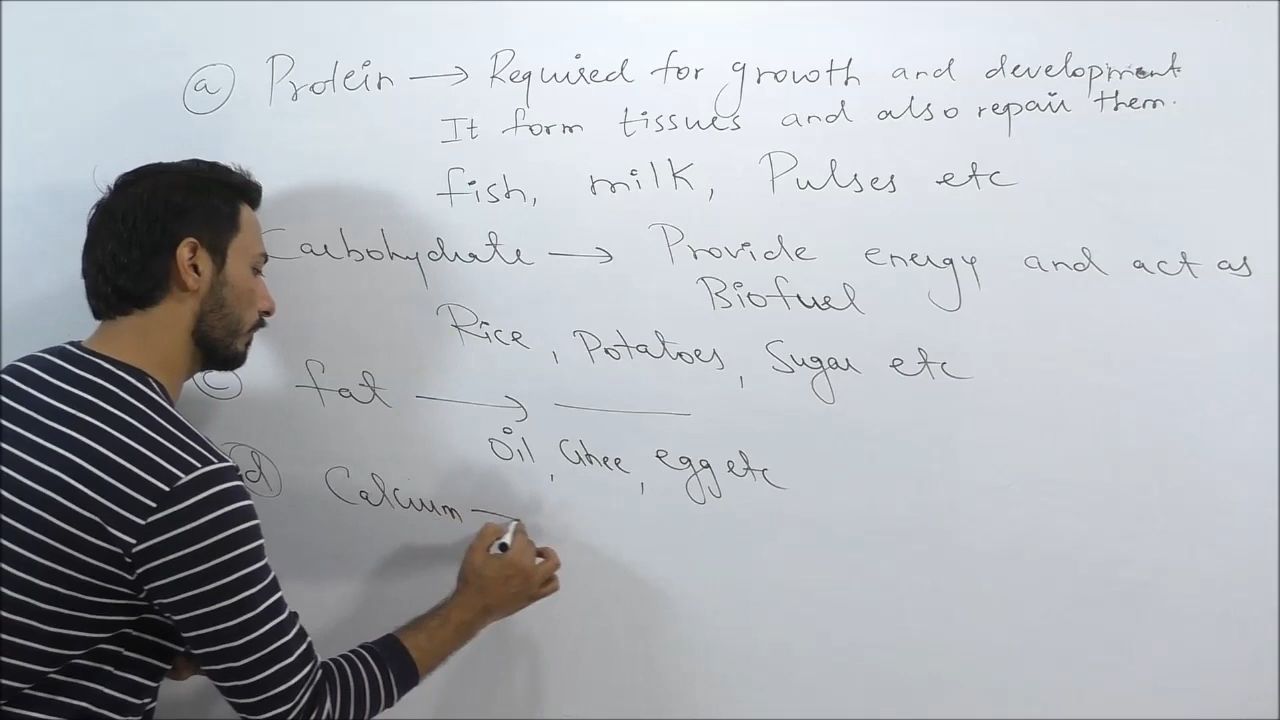 a Protein → Required for growth and development
It form tissues and also repair them.
fish, milk, Pulses etc
Carbohydrate → Provide energy and act as
Biofuel
Rice, Potatoes, Sugar etc
c fat →
Oil, Ghee, egg etc
d Calcium